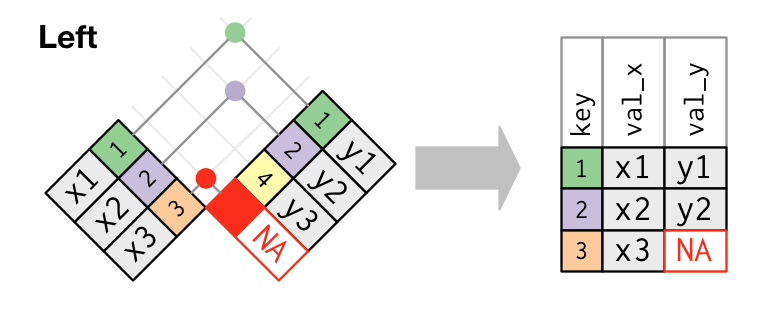 Left
1 x1
2 x2
3 x3
1 y1
2 y2
4 y3
NA
key val_x val_y
1 x1 y1
2 x2 y2
3 x3 NA